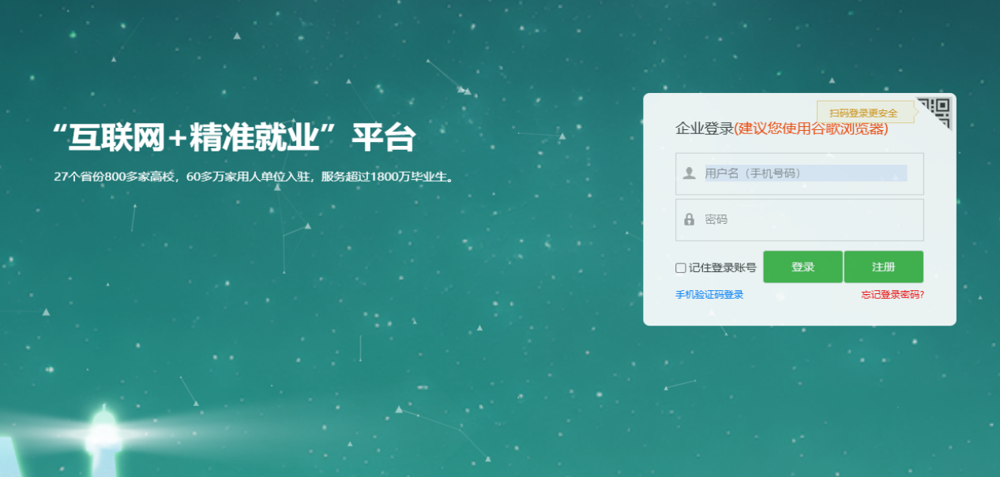 “互联网+精准就业”平台
27个省份800多家高校，60多万家用人单位入驻，服务超过1800万毕业生。
扫码登录更安全
企业登录(建议您使用谷歌浏览器)
用户名（手机号码）
密码
记住登录账号 登录 注册
手机验证码登录 忘记登录密码?